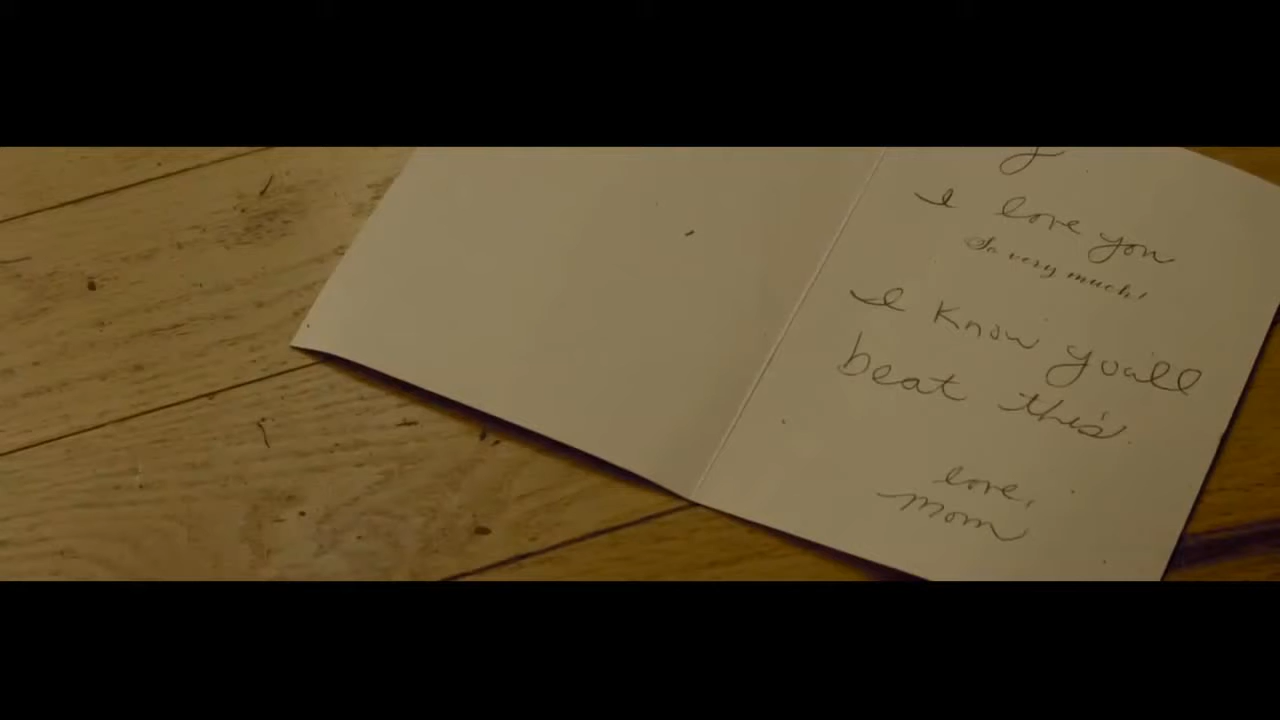 I love you
So very much!
I know you'll
beat this.
love,
mom